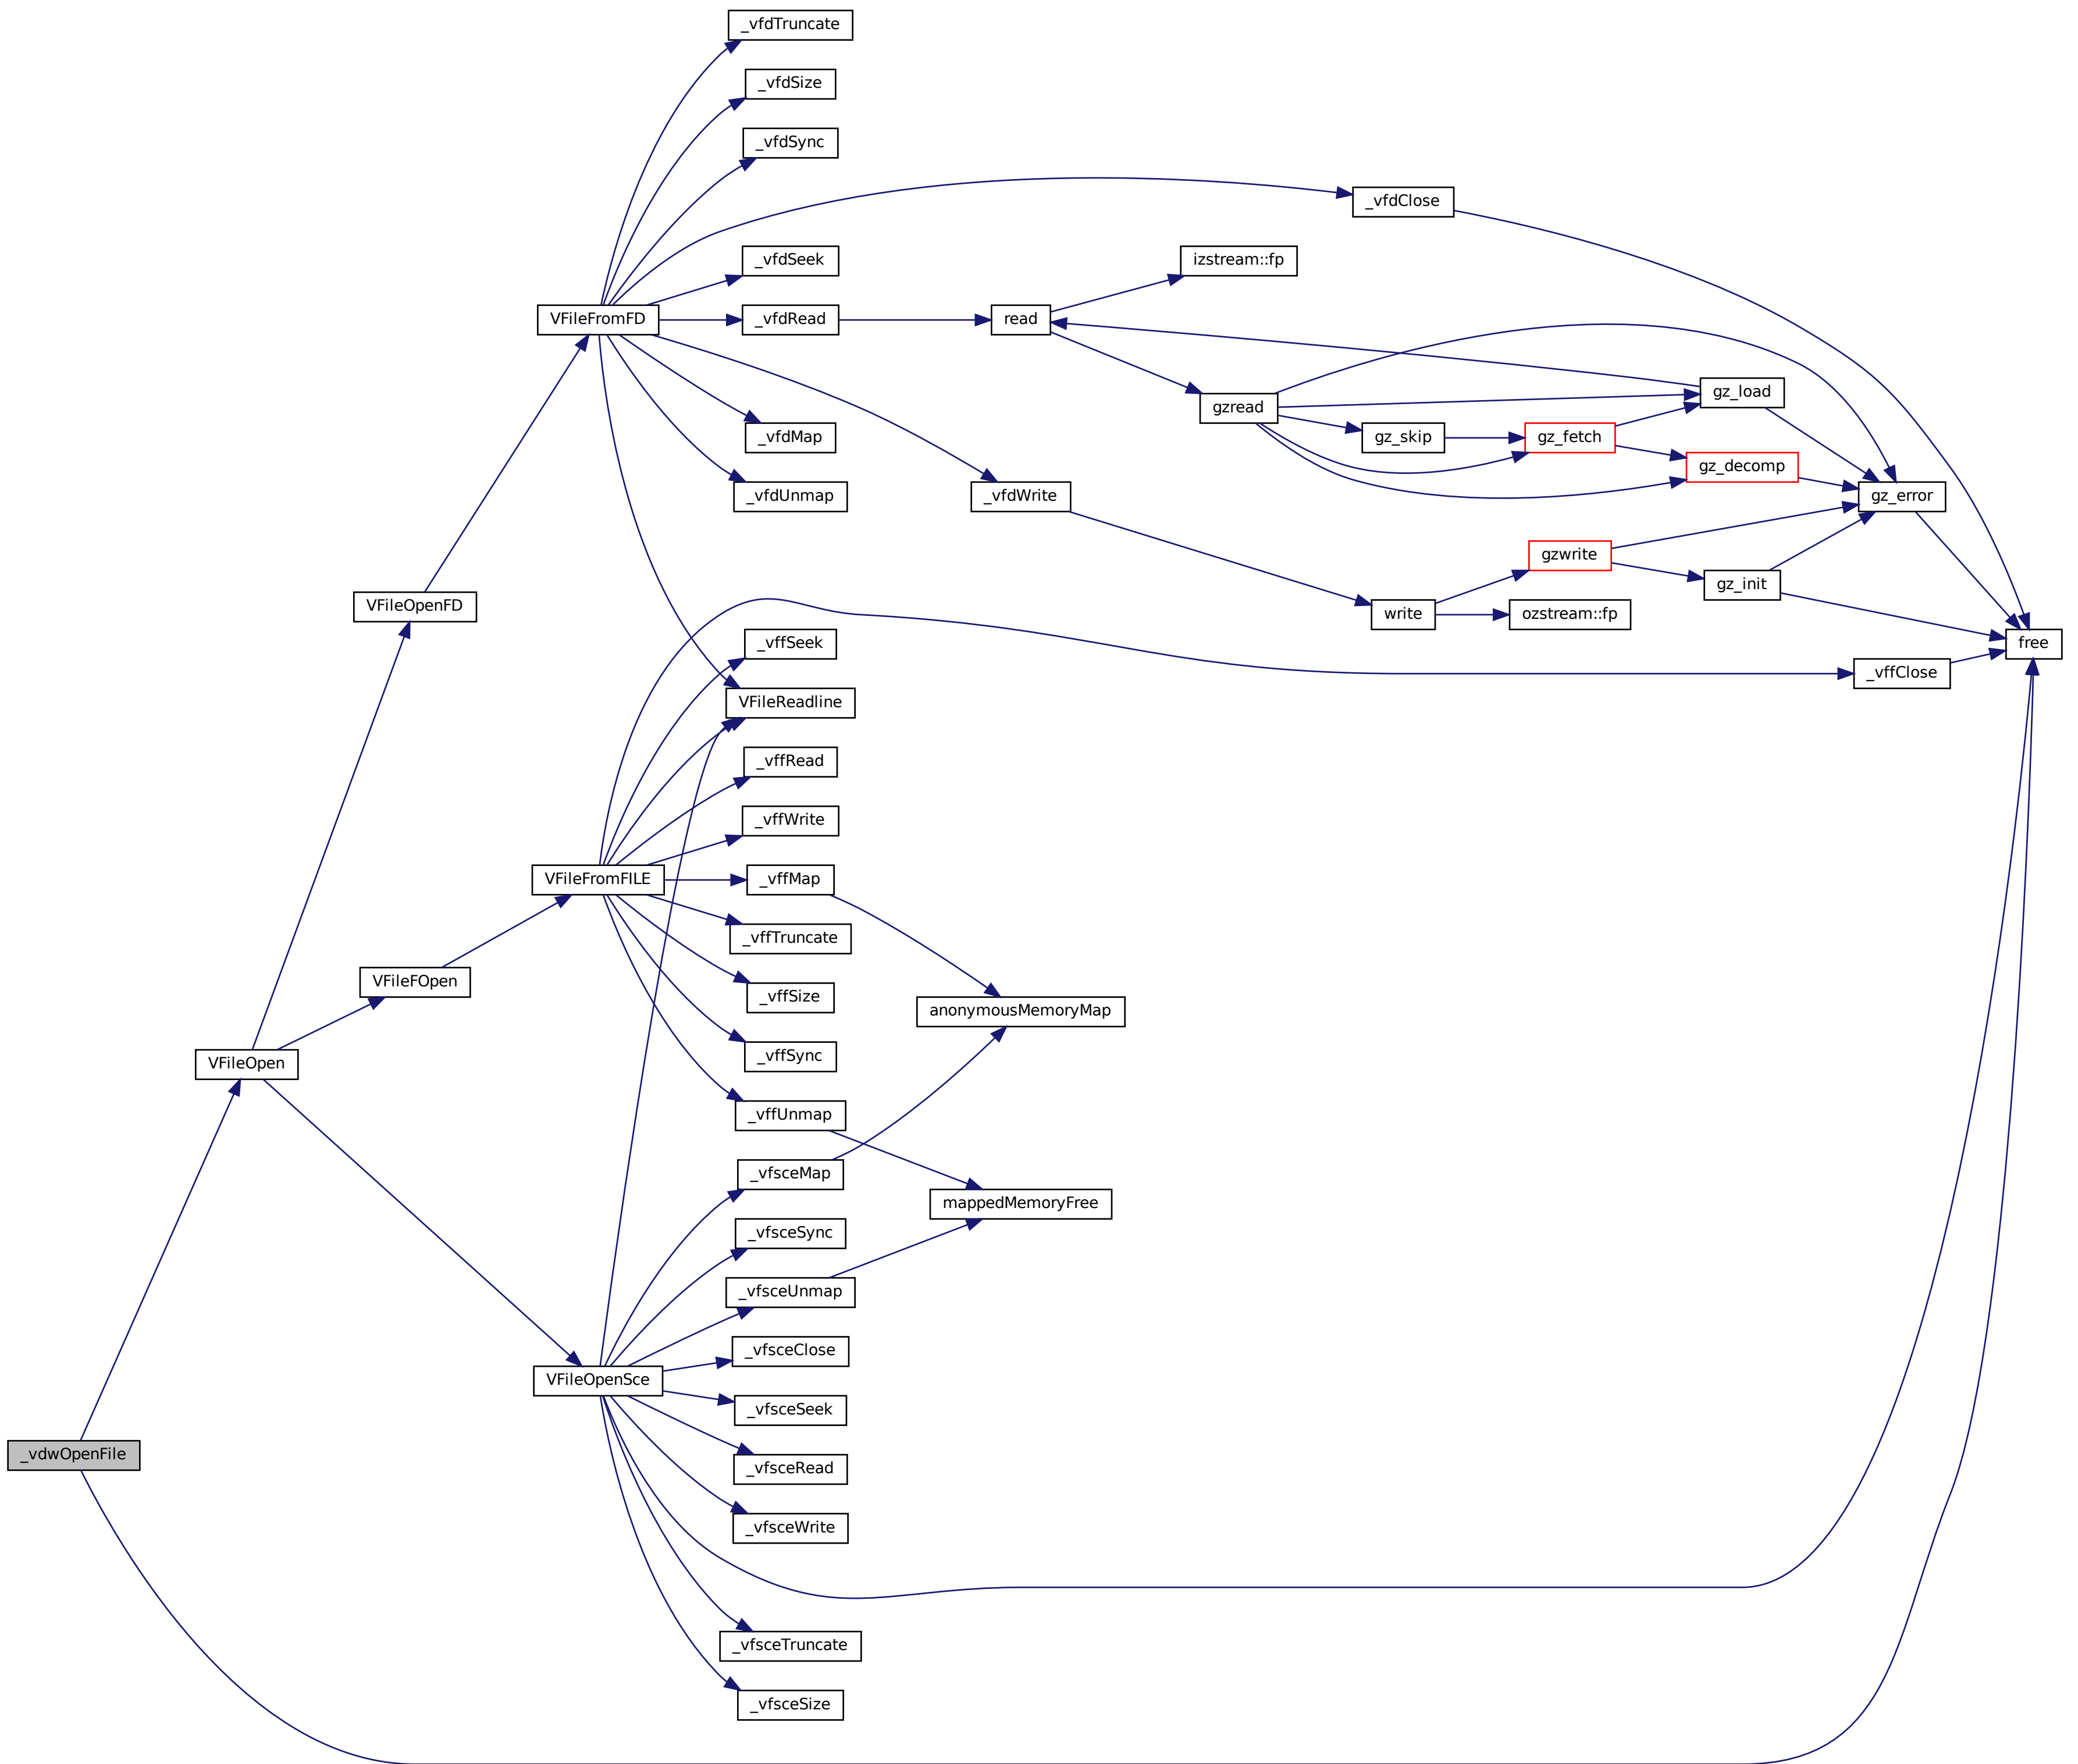 _vfdTruncate
_vfdSize
_vfdSync
_vfdClose
_vfdSeek
izstream::fp
VFileFromFD
_vfdRead
read
gz_load
gzread
_vfdMap
gz_skip
gz_fetch
gz_decomp
_vfdUnmap
_vfdWrite
gz_error
gzwrite
gz_init
VFileOpenFD
write
ozstream::fp
_vffSeek
free
_vffClose
VFileReadline
_vffRead
_vffWrite
VFileFromFILE
_vffMap
_vffTruncate
VFileFOpen
_vffSize
anonymousMemoryMap
_vffSync
VFileOpen
_vffUnmap
_vfsceMap
mappedMemoryFree
_vfsceSync
_vfsceUnmap
_vfsceClose
VFileOpenSce
_vfsceSeek
_vdwOpenFile
_vfsceRead
_vfsceWrite
_vfsceTruncate
_vfsceSize